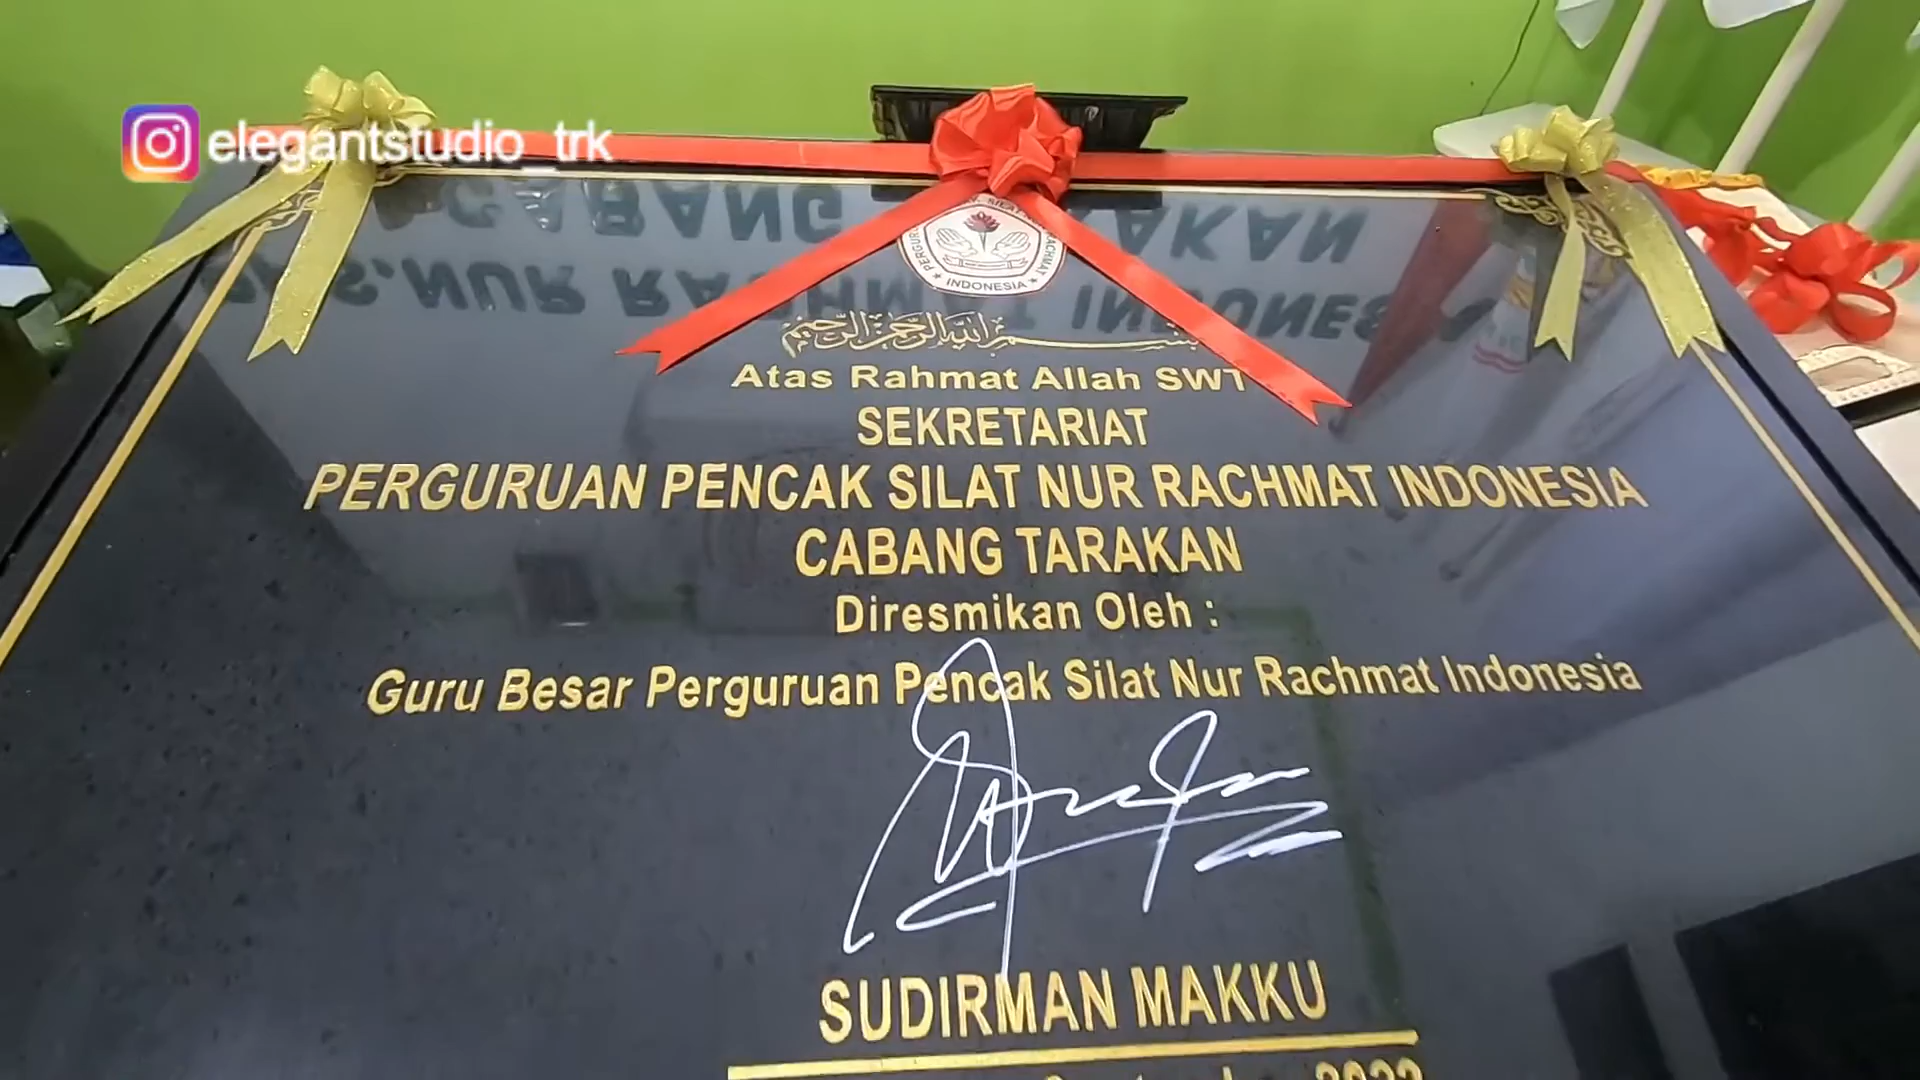 elegantstudio_trk
INDONESIA
بسم الله الرحمن الرحيم
Atas Rahmat Allah SWT
SEKRETARIAT
PERGURUAN PENCAK SILAT NUR RACHMAT INDONESIA
CABANG TARAKAN
Diresmikan Oleh :
Guru Besar Perguruan Pencak Silat Nur Rachmat Indonesia
SUDIRMAN MAKKU